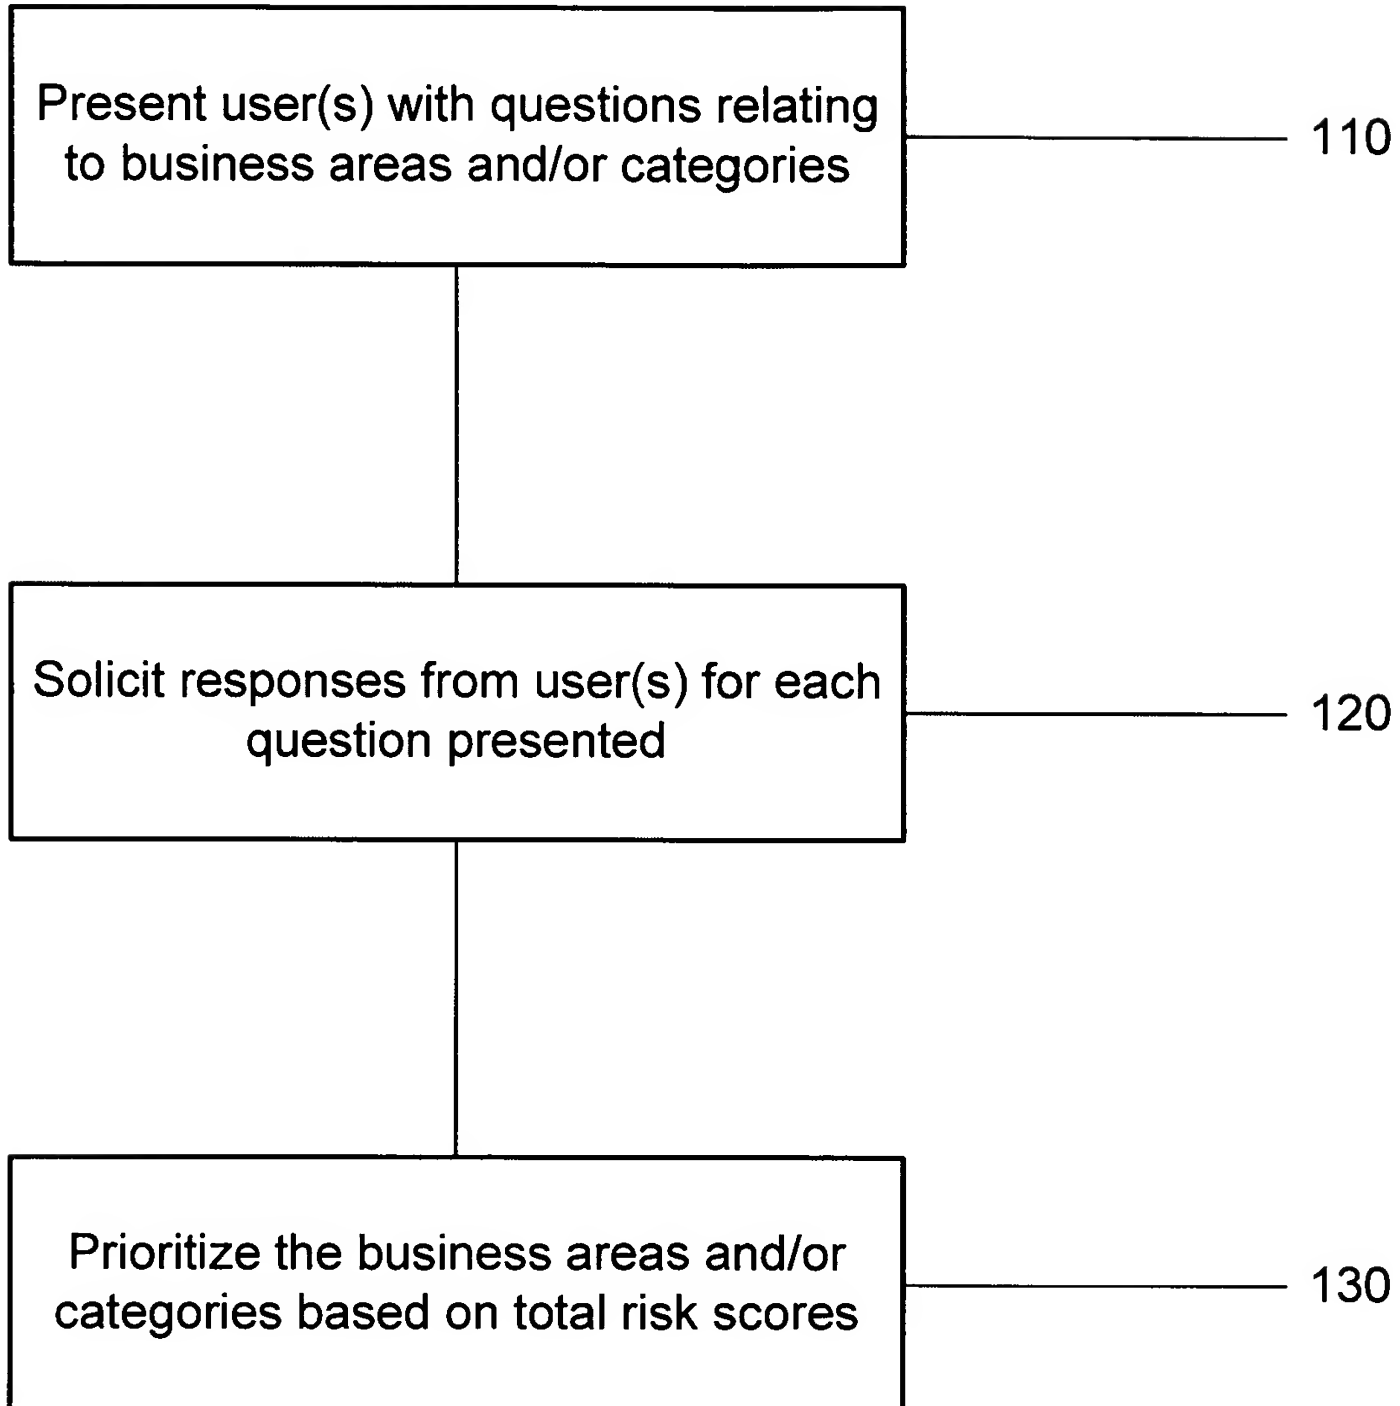 Present user(s) with questions relating
to business areas and/or categories
110
Solicit responses from user(s) for each
question presented
120
Prioritize the business areas and/or
categories based on total risk scores
130